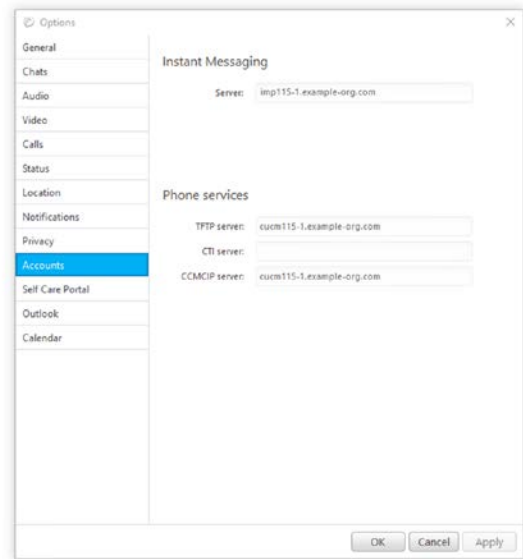 Options
General
Chats
Audio
Video
Calls
Status
Location
Notifications
Privacy
Accounts
Self Care Portal
Outlook
Calendar
Instant Messaging
Server: imp115-1.example-org.com
Phone services
TFTP server: cucm115-1.example-org.com
CTI server:
CCMCIP server: cucm115-1.example-org.com
OK Cancel Apply